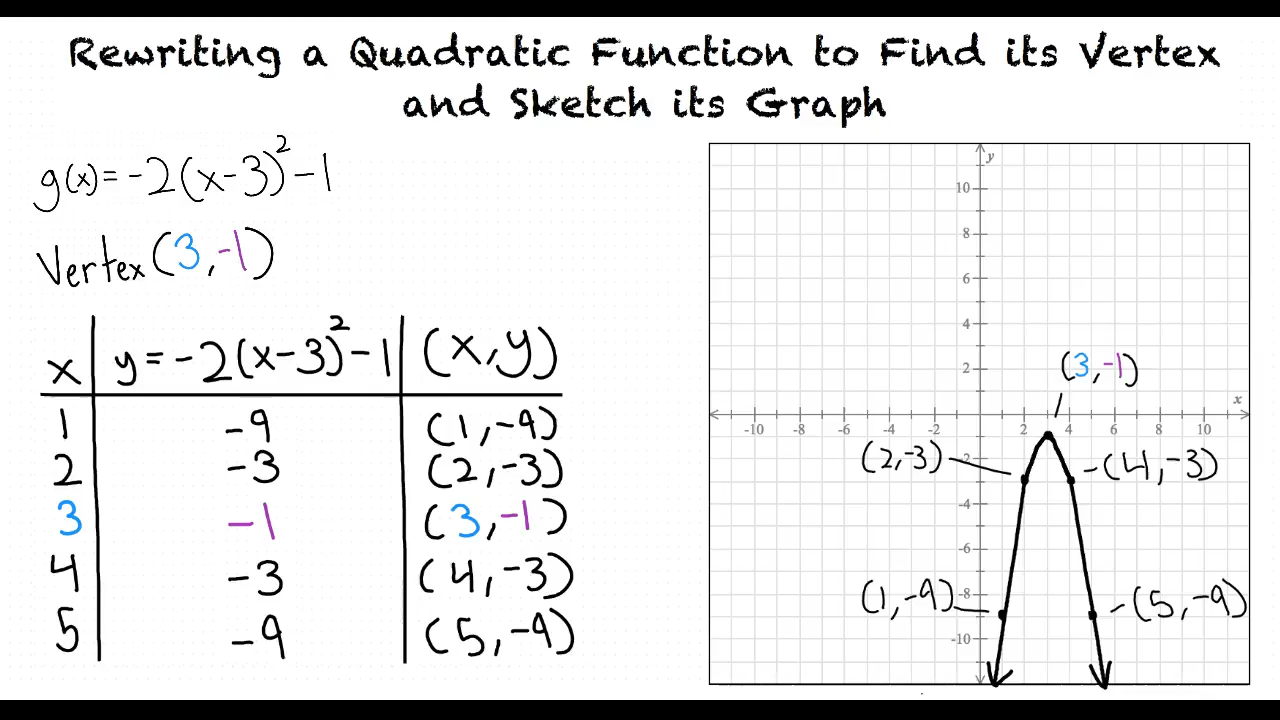 Rewriting a Quadratic Function to Find its Vertex
and Sketch its Graph
g(x)=-2(x-3)²-1
Vertex(3,-1)
x y=-2(x-3)²-1 (x,y)
1 -9 (1,-9)
2 -3 (2,-3)
3 -1 (3,-1)
4 -3 (4,-3)
5 -9 (5,-9)
y
10
8
6
4
2
(3,-1)
x
-10 -8 -6 -4 -2 2 4 6 8 10
(2,-3)
-2
(4,-3)
-4
-6
(1,-9)
-8
(5,-9)
-10